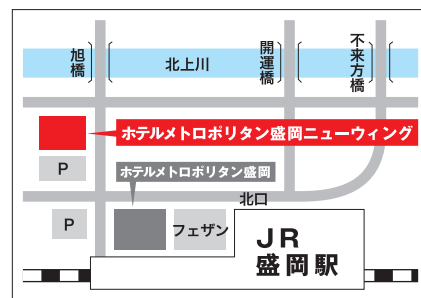 旭橋
北上川
開運橋
不来方橋
ホテルメトロポリタン盛岡ニューウィング
P
ホテルメトロポリタン盛岡
北口
P
フェザン
JR
盛岡駅